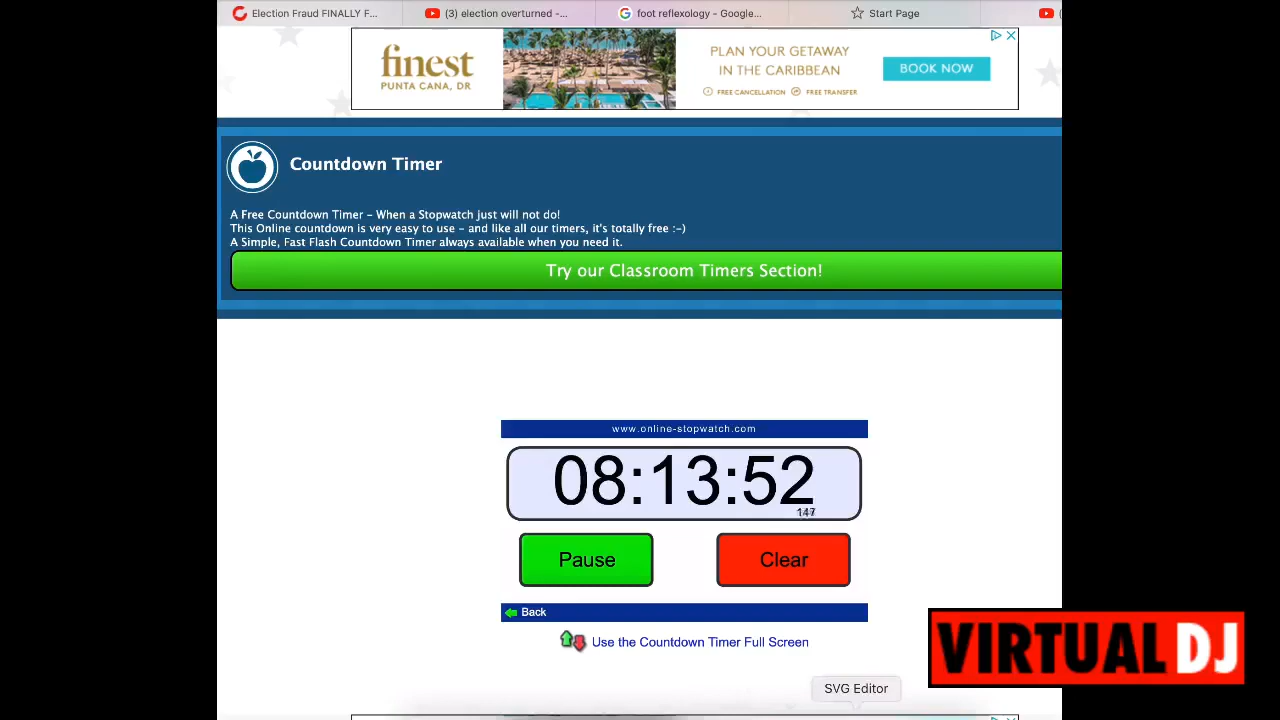 Election Fraud FINALLY F...
(3) election overturned -...
foot reflexology - Google...
Start Page
finest
PUNTA CANA, DR
PLAN YOUR GETAWAY
IN THE CARIBBEAN
FREE CANCELLATION
FREE TRANSFER
BOOK NOW
Countdown Timer
A Free Countdown Timer - When a Stopwatch just will not do!
This Online countdown is very easy to use - and like all our timers, it's totally free :-)
A Simple, Fast Flash Countdown Timer always available when you need it.
Try our Classroom Timers Section!
www.online-stopwatch.com
08:13:52
147
Pause
Clear
Back
Use the Countdown Timer Full Screen
VIRTUAL DJ
SVG Editor